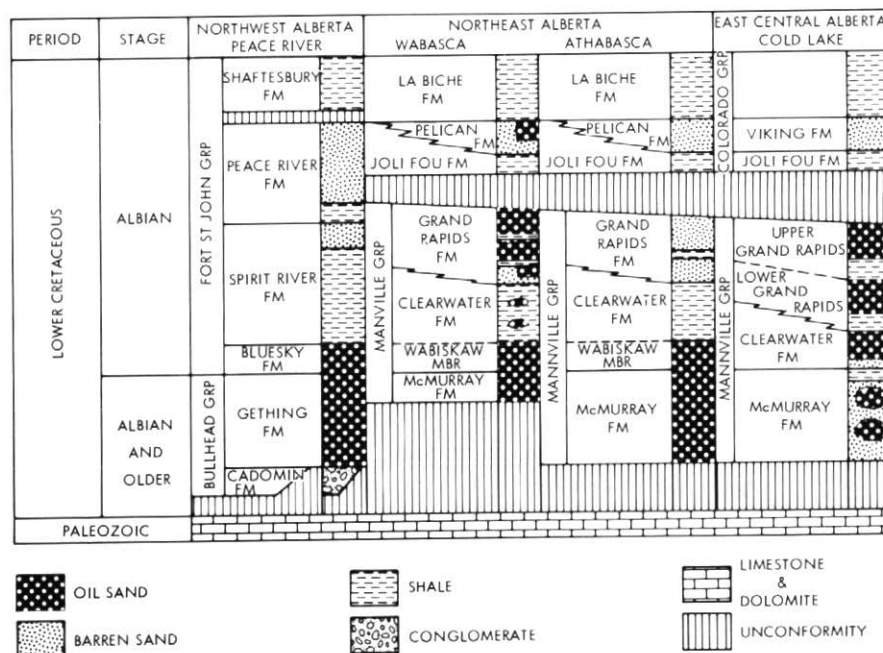 PERIOD
STAGE
NORTHWEST ALBERTA
PEACE RIVER
NORTHEAST ALBERTA
WABASCA
ATHABASCA
EAST CENTRAL ALBERTA
COLD LAKE
LOWER CRETACEOUS
ALBIAN
ALBIAN
AND
OLDER
PALEOZOIC
FORT ST JOHN GRP
BULLHEAD GRP
SHAFTESBURY
FM
PEACE RIVER
FM
SPIRIT RIVER
FM
BLUESKY FM
GETHING
FM
CADOMIN
FM
MANVILLE GRP
LA BICHE
FM
PELICAN
FM
JOLI FOU FM
GRAND
RAPIDS
FM
CLEARWATER
FM
WABISKAW
MBR
McMURRAY
FM
MANNVILLE GRP
LA BICHE
FM
PELICAN
FM
JOLI FOU FM
GRAND
RAPIDS
FM
CLEARWATER
FM
WABISKAW
MBR
McMURRAY
FM
COLORADO GRP
MANNVILLE GRP
VIKING FM
JOLI FOU FM
UPPER
GRAND RAPIDS
LOWER
GRAND
RAPIDS
CLEARWATER
FM
McMURRAY
FM
OIL SAND
BARREN SAND
SHALE
CONGLOMERATE
LIMESTONE
&
DOLOMITE
UNCONFORMITY